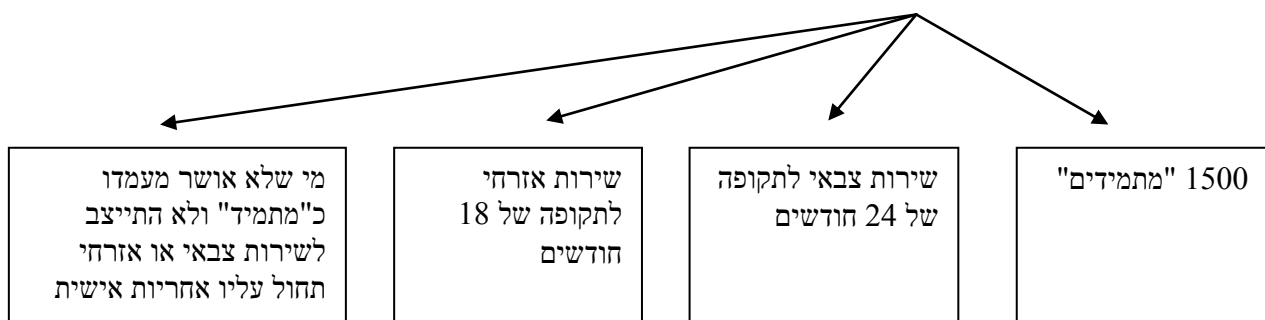 1500 "מתמידים"
שירות צבאי לתקופה
של 24 חודשים
שירות אזרחי
לתקופה של 18
חודשים
מי שלא אושר מעמדו
כ"מתמיד" ולא התייצב
לשירות צבאי או אזרחי
תחול עליו אחריות אישית